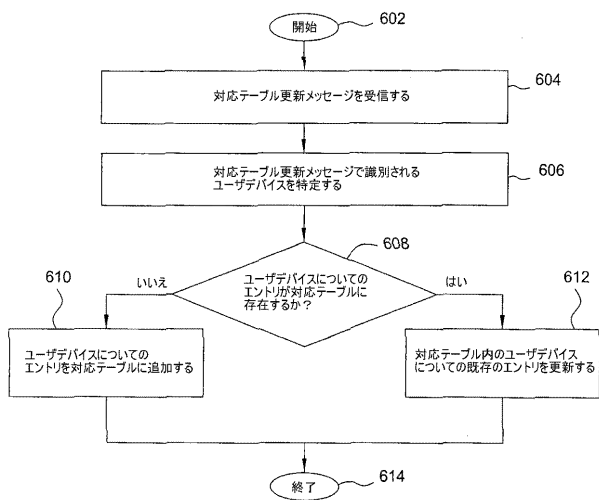 開始
602
対応テーブル更新メッセージを受信する
604
対応テーブル更新メッセージで識別される
ユーザデバイスを特定する
606
608
ユーザデバイスについての
エントリが対応テーブルに
存在するか？
いいえ
はい
610
ユーザデバイスについての
エントリを対応テーブルに追加する
612
対応テーブル内のユーザデバイス
についての既存のエントリを更新する
終了
614